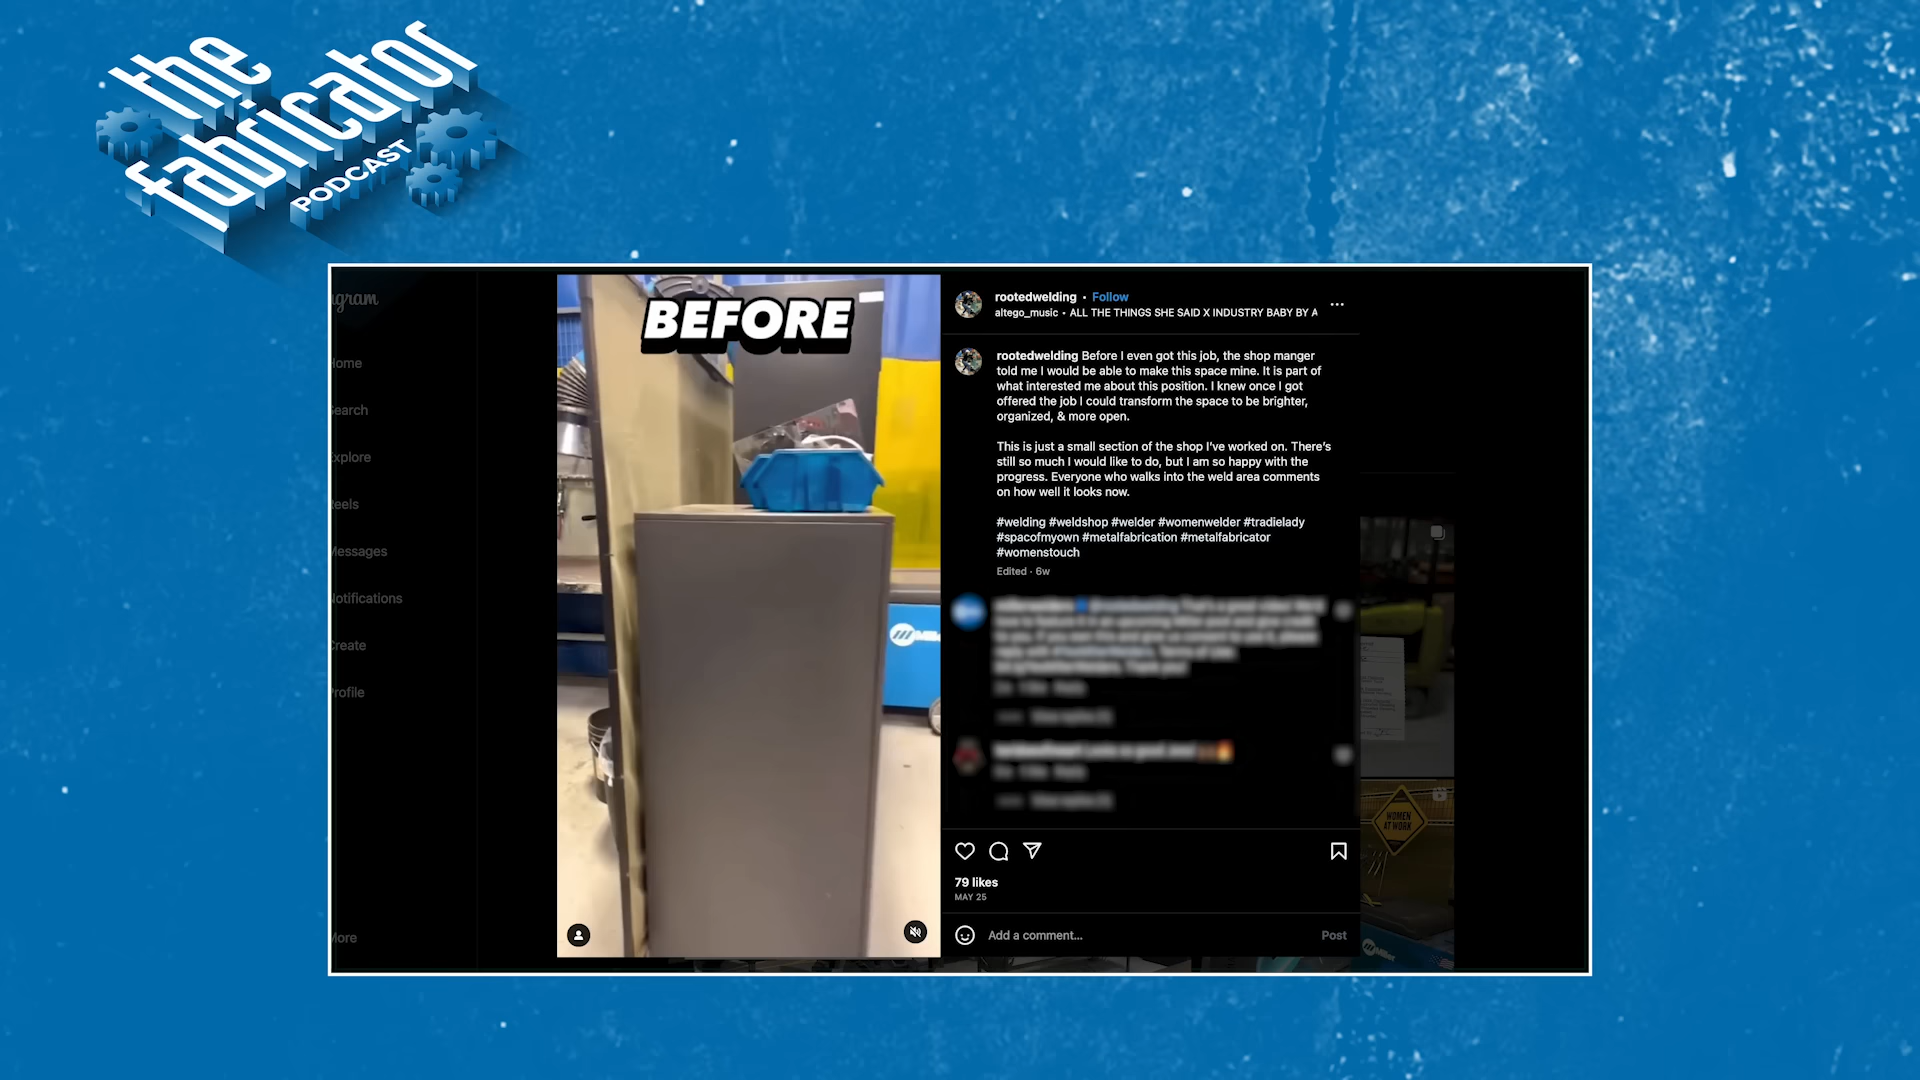 the
fabricator
PODCAST
gram
ome
earch
xplore
eels
essages
otifications
reate
rofile
ore
BEFORE
rootedwelding • Follow
altego_music • ALL THE THINGS SHE SAID X INDUSTRY BABY BY A
rootedwelding Before I even got this job, the shop manger
told me I would be able to make this space mine. It is part of
what interested me about this position. I knew once I got
offered the job I could transform the space to be brighter,
organized, & more open.
This is just a small section of the shop I've worked on. There's
still so much I would like to do, but I am so happy with the
progress. Everyone who walks into the weld area comments
on how well it looks now.
#welding #weldshop #welder #womenwelder #tradielady
#spacofmyown #metalfabrication #metalfabricator
#womenstouch
Edited · 6w
79 likes
MAY 25
Add a comment...
Post
WOMEN
AT WORK
Miller